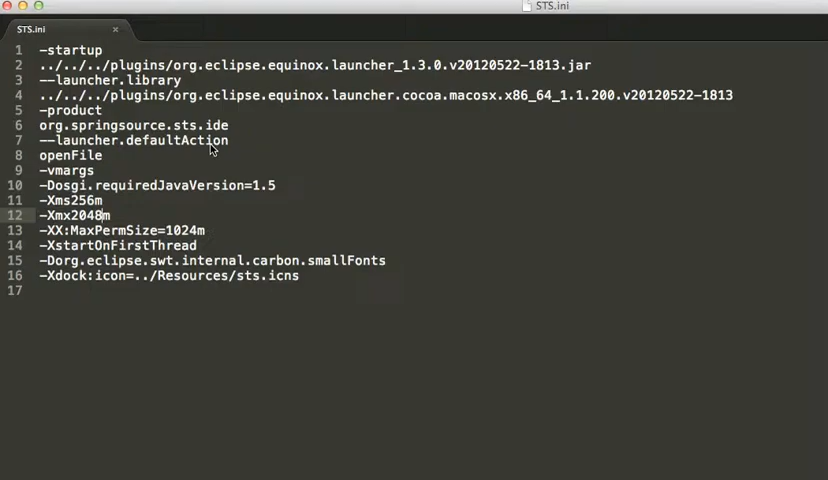 STS.ini
STS.ini
1 -startup
2 ../../../plugins/org.eclipse.equinox.launcher_1.3.0.v20120522-1813.jar
3 --launcher.library
4 ../../../plugins/org.eclipse.equinox.launcher.cocoa.macosx.x86_64_1.1.200.v20120522-1813
5 -product
6 org.springsource.sts.ide
7 --launcher.defaultAction
8 openFile
9 -vmargs
10 -Dosgi.requiredJavaVersion=1.5
11 -Xms256m
12 -Xmx2048m
13 -XX:MaxPermSize=1024m
14 -XstartOnFirstThread
15 -Dorg.eclipse.swt.internal.carbon.smallFonts
16 -Xdock:icon=../Resources/sts.icns
17